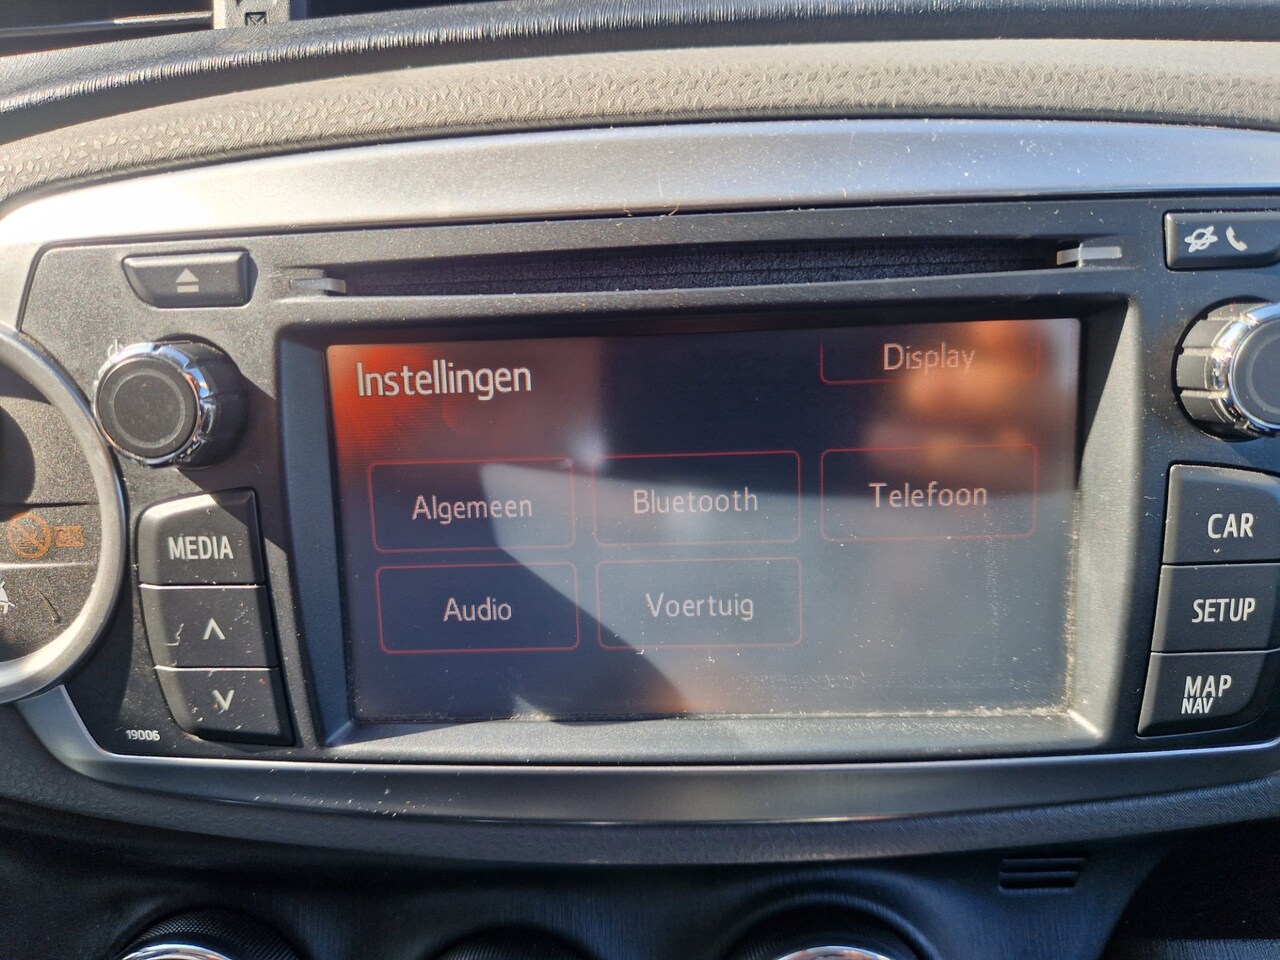 Instellingen
Display
Algemeen
Bluetooth
Telefoon
Audio
Voertuig
MEDIA
19006
CAR
SETUP
MAP
NAV